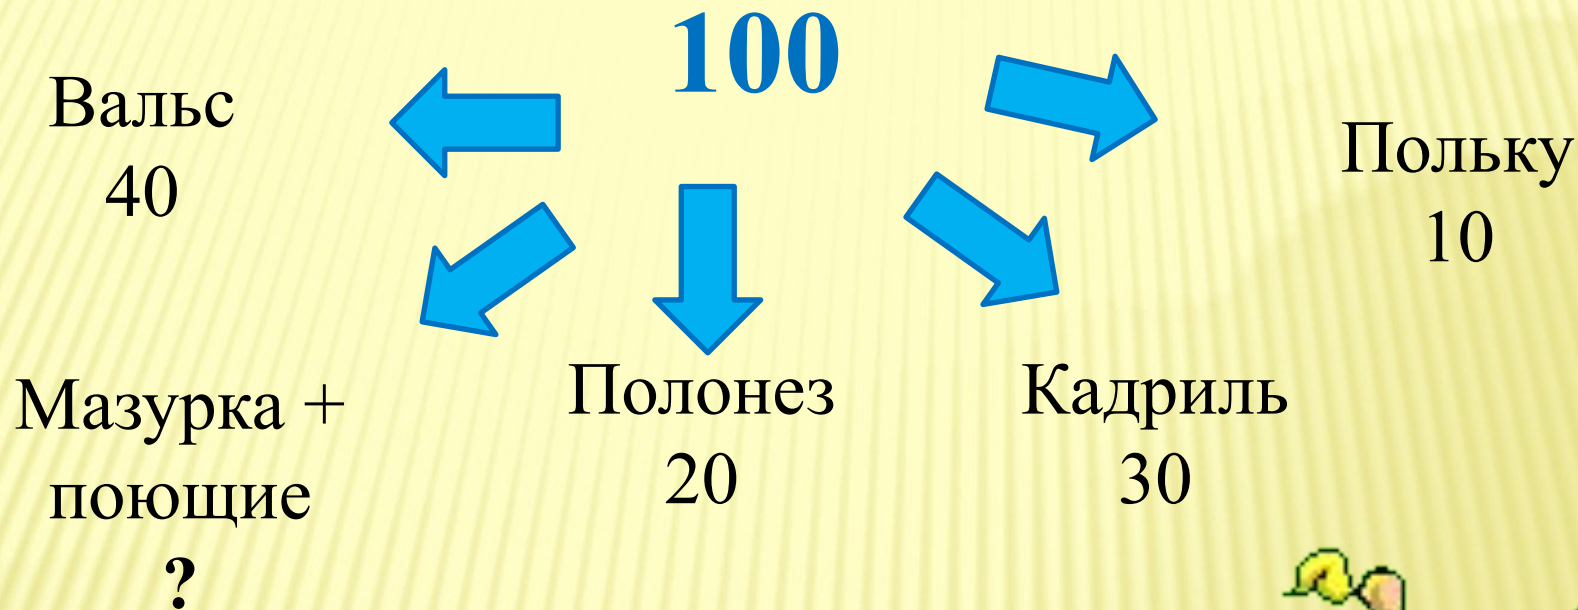 100
Вальс
40
Польку
10
Мазурка +
поющие
?
Полонез
20
Кадриль
30